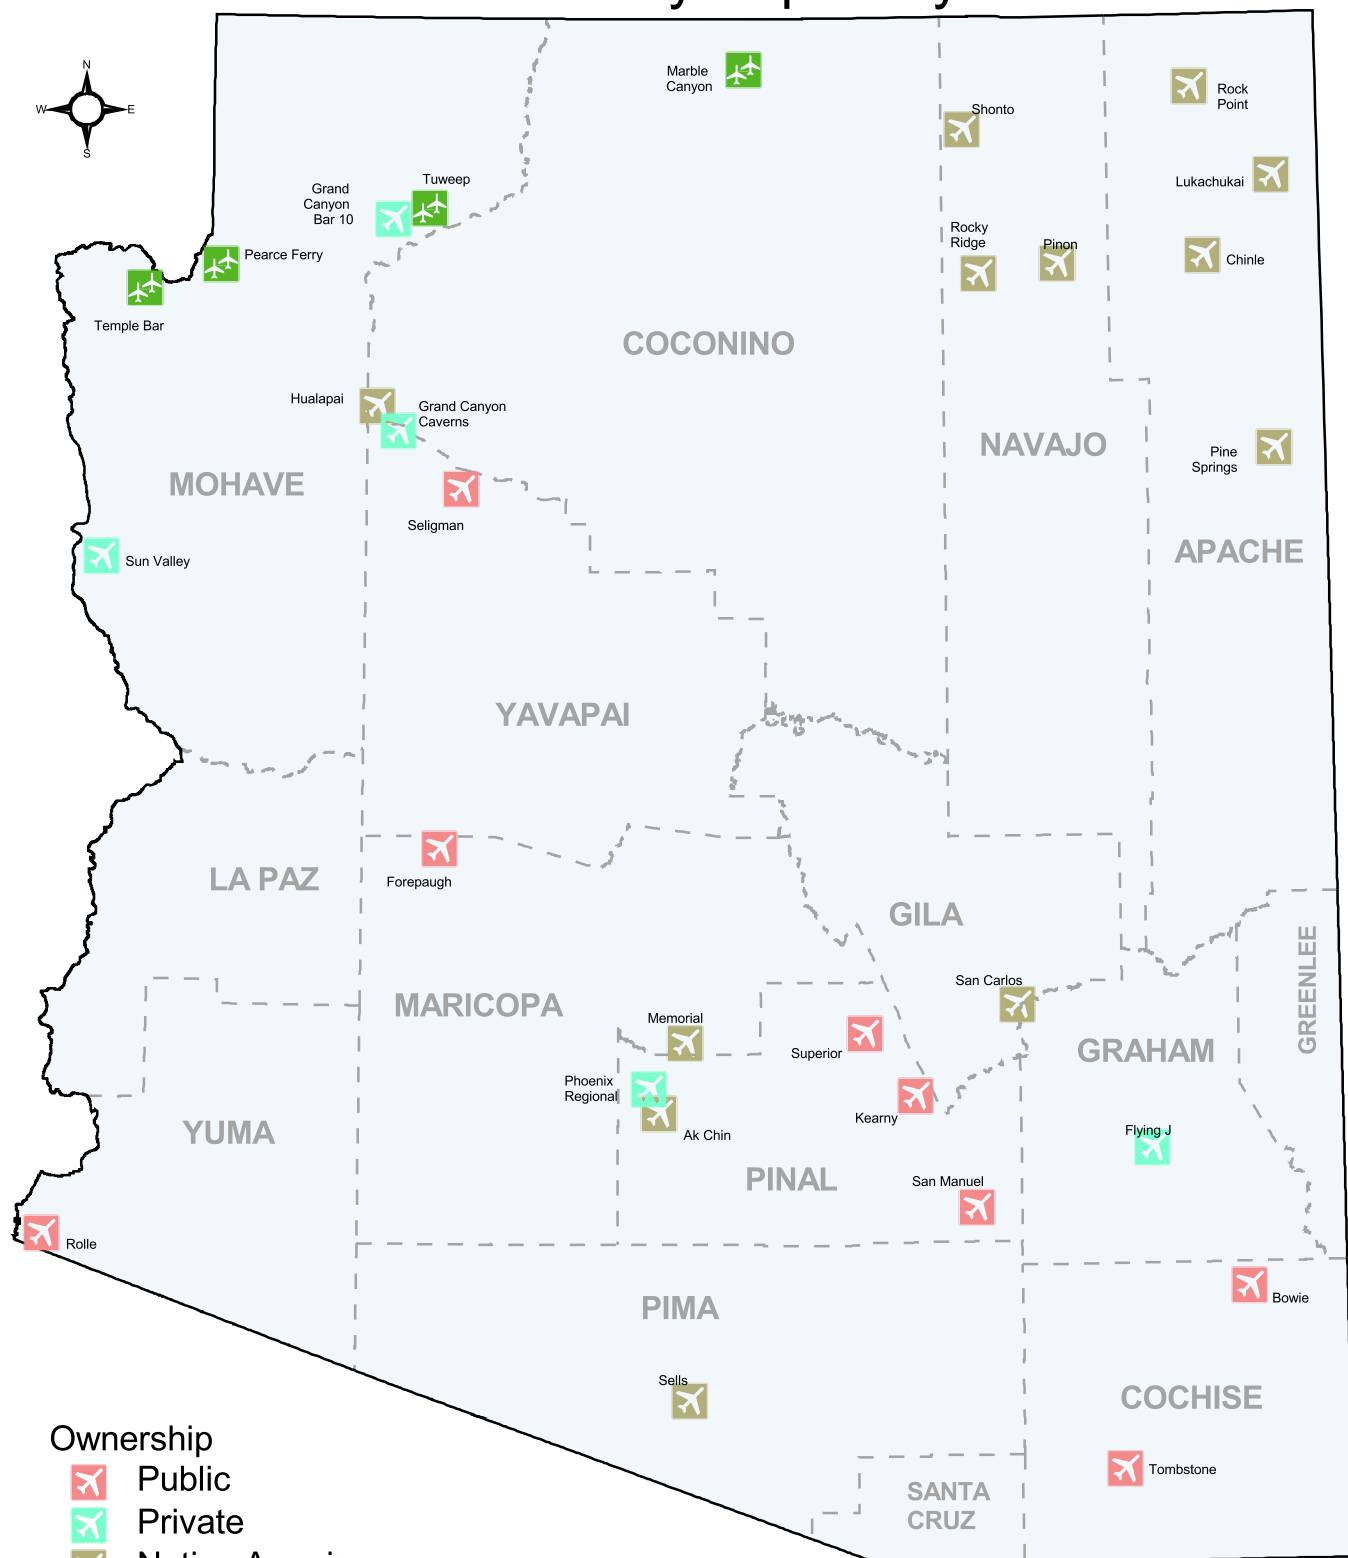 N
W
E
S
Marble
Canyon
Rock
Point
Shonto
Lukachukai
Tuweep
Grand
Canyon
Bar 10
Rocky
Ridge
Pinon
Pearce Ferry
Chinle
Temple Bar
COCONINO
Hualapai
Grand Canyon
Caverns
NAVAJO
Pine
Springs
MOHAVE
Seligman
APACHE
Sun Valley
YAVAPAI
LA PAZ
Forepaugh
GILA
GREENLEE
San Carlos
MARICOPA
Memorial
Superior
GRAHAM
Phoenix
Regional
Kearny
Flying J
YUMA
Ak Chin
PINAL
San Manuel
Rolle
Bowie
PIMA
Sells
COCHISE
Ownership
Public
Tombstone
SANTA
CRUZ
Private